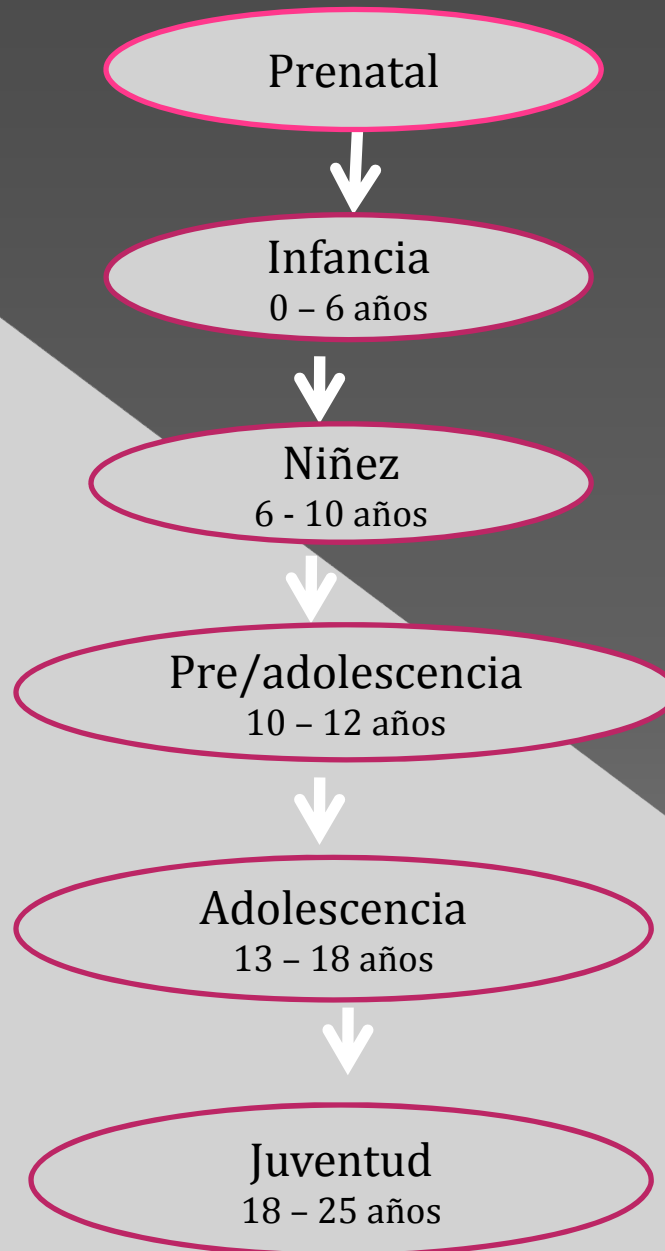 Prenatal
Infancia
0 – 6 años
Niñez
6 - 10 años
Pre/adolescencia
10 – 12 años
Adolescencia
13 – 18 años
Juventud
18 – 25 años